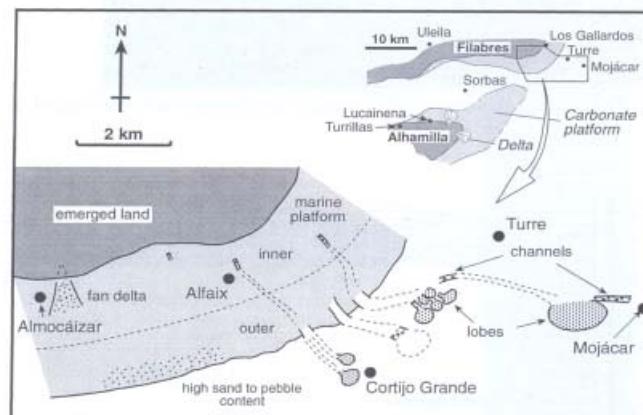 N
2 km
10 km
Uleila
Filabres
Los Gallardos
Turre
Mojácar
Sorbas
Lucainena
Turrillas
Alhamilla
Carbonate
platform
Delta
emerged land
marine
platform
inner
Turre
channels
fan delta
Alfaix
Almocáizar
outer
lobes
Mojácar
high sand to pebble
content
Cortijo Grande